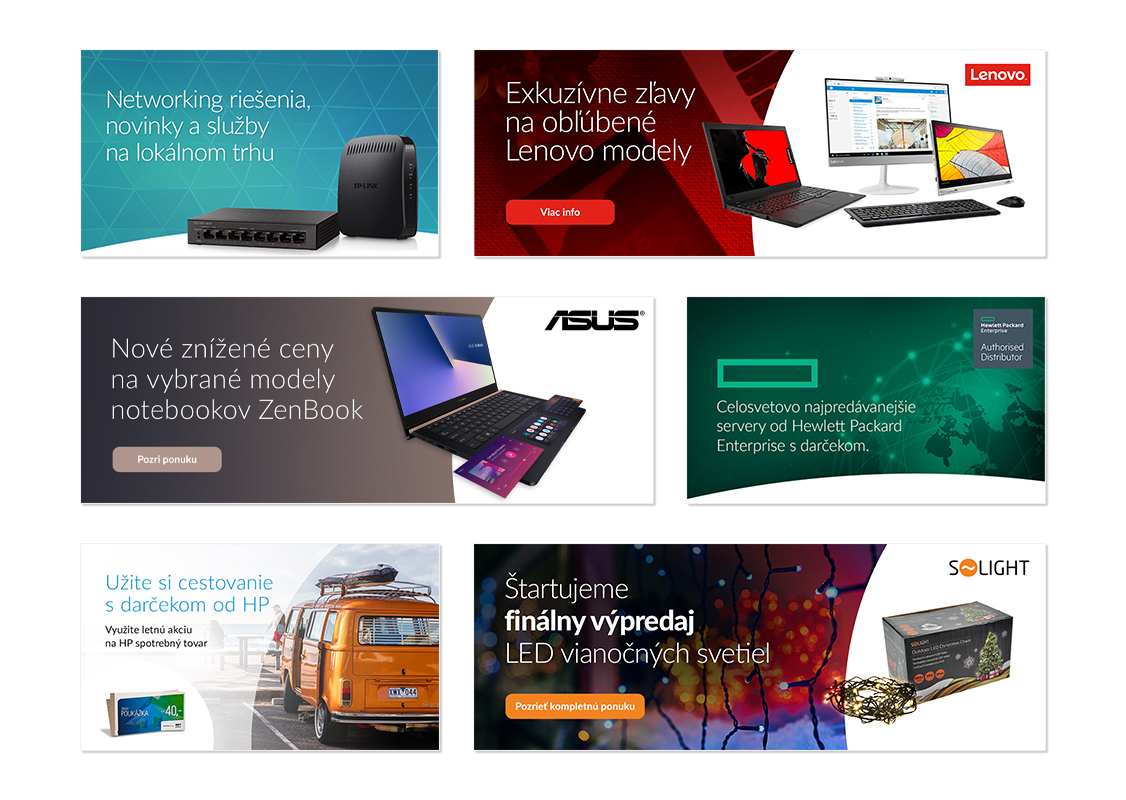 Networking riešenia,
novinky a služby
na lokálnom trhu
TP-LINK
Exkuzívne zľavy
na obľúbené
Lenovo modely
Viac info
Lenovo
Nové znížené ceny
na vybrané modely
notebookov ZenBook
Pozri ponuku
ASUS
Hewlett Packard
Enterprise
Authorised
Distributor
Celosvetovo najpredávanejšie
servery od Hewlett Packard
Enterprise s darčekom.
Užite si cestovanie
s darčekom od HP
Využite letnú akciu
na HP spotrebný tovar
POUKÁŽKA
40,-
Štartujeme
finálny výpredaj
LED vianočných svetiel
Pozrieť kompletnú ponuku
SOLIGHT
SOLIGHT
Outdoor LED Christmas Chain